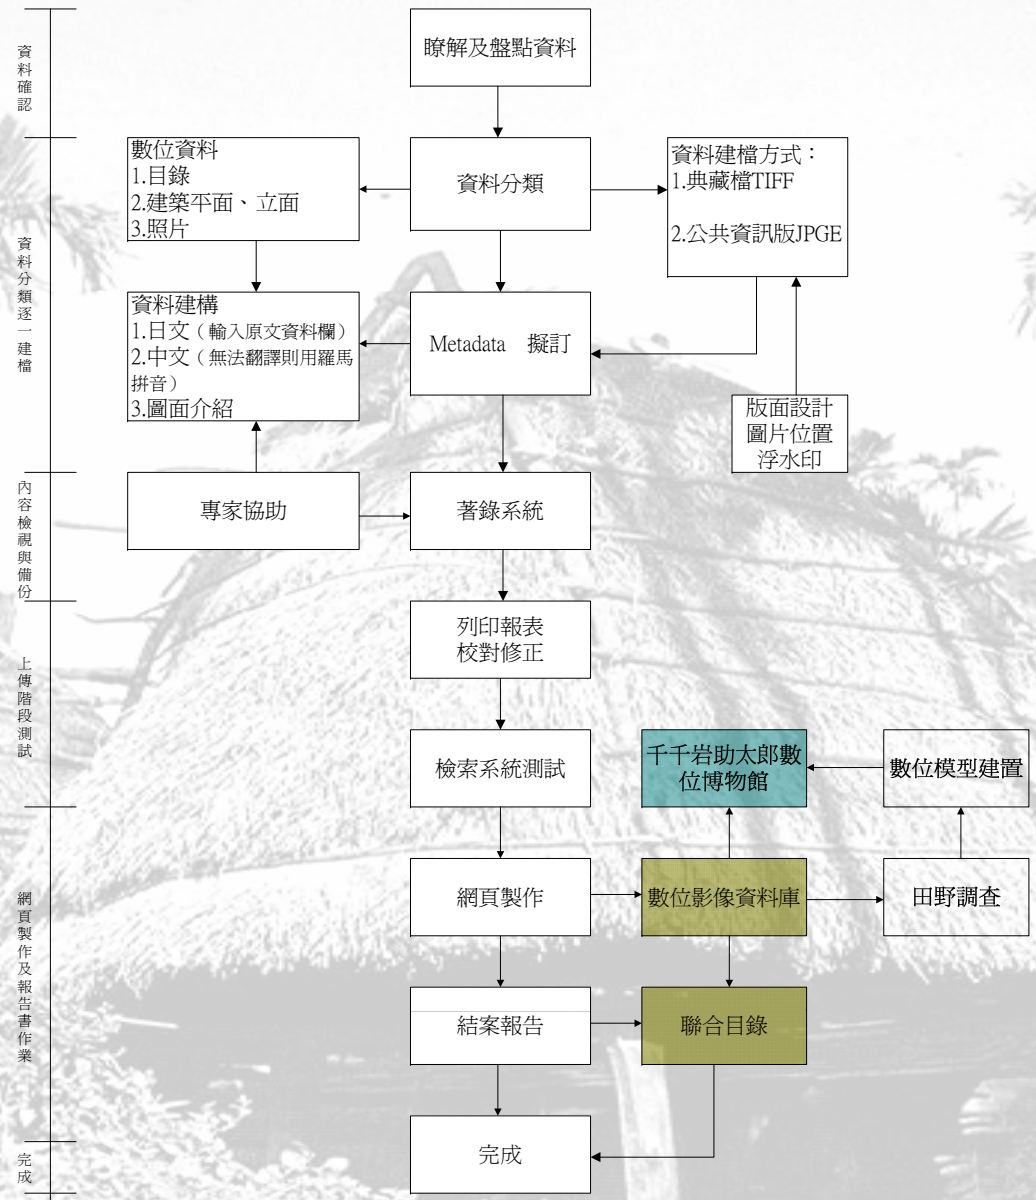 資料確認
瞭解及盤點資料
資料分類逐一建檔
數位資料
1.目錄
2.建築平面、立面
3.照片
資料分類
資料建檔方式：
1.典藏檔TIFF
2.公共資訊版JPGE
資料建構
1.日文（輸入原文資料欄）
2.中文（無法翻譯則用羅馬
拼音）
3.圖面介紹
Metadata　擬訂
版面設計
圖片位置
浮水印
內容檢視與備份
專家協助
著錄系統
上傳階段測試
列印報表
校對修正
檢索系統測試
千千岩助太郎數
位博物館
數位模型建置
網頁製作及報告書作業
網頁製作
數位影像資料庫
田野調查
結案報告
聯合目錄
完成
完成